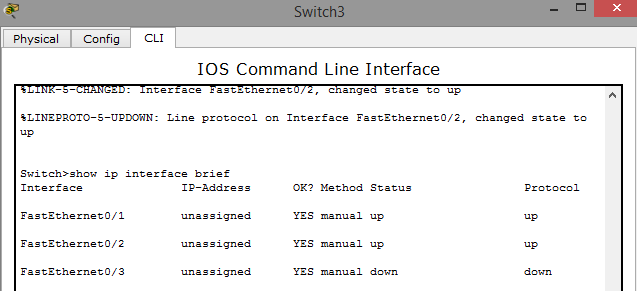 Switch3
Physical Config CLI
IOS Command Line Interface
%LINK-5-CHANGED: Interface FastEthernet0/2, changed state to up
%LINEPROTO-5-UPDOWN: Line protocol on Interface FastEthernet0/2, changed state to
up
Switch>show ip interface brief
Interface IP-Address OK? Method Status Protocol
FastEthernet0/1 unassigned YES manual up up
FastEthernet0/2 unassigned YES manual up up
FastEthernet0/3 unassigned YES manual down down